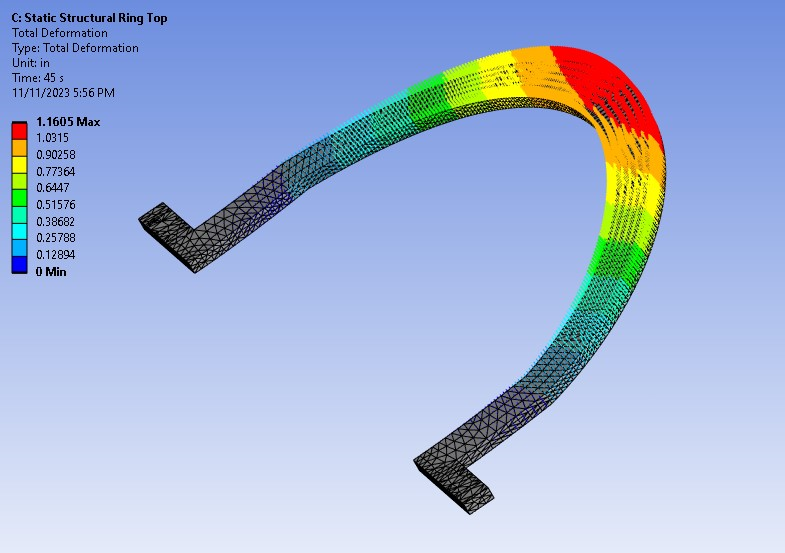 C: Static Structural Ring Top
Total Deformation
Type: Total Deformation
Unit: in
Time: 45 s
11/11/2023 5:56 PM
1.1605 Max
1.0315
0.90258
0.77364
0.6447
0.51576
0.38682
0.25788
0.12894
0 Min